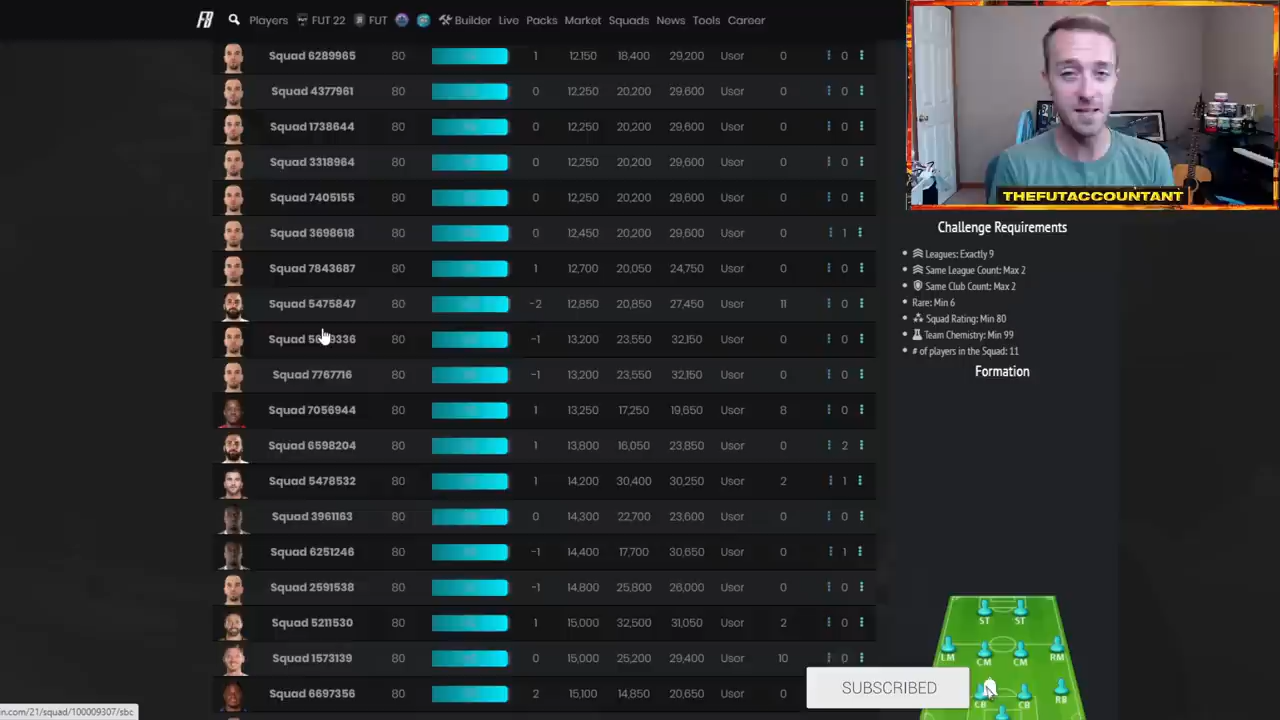 FB Players FUT 22 FUT Builder Live Packs Market Squads News Tools Career
Squad 6289965 80 1 12,150 18,400 29,200 User 0 0
Squad 4377961 80 0 12,250 20,200 29,600 User 0 0
Squad 1738644 80 0 12,250 20,200 29,600 User 0 0
Squad 3318964 80 0 12,250 20,200 29,600 User 0 0
Squad 7485155 80 0 12,250 20,200 29,600 User 0 0
Squad 3868618 80 0 12,450 20,200 29,600 User 0 1
Squad 7843687 80 1 12,700 20,050 24,750 User 0 0
Squad 5475847 80 -2 12,850 20,850 27,450 User 11 0
Squad 336 80 -1 13,200 23,550 32,150 User 0 0
Squad 7767716 80 -1 13,200 23,550 32,150 User 0 0
Squad 7056944 80 1 13,250 17,250 19,650 User 8 0
Squad 6598204 80 1 13,800 16,050 23,850 User 0 2
Squad 5478532 80 1 14,200 30,400 30,250 User 2 1
Squad 3961163 80 0 14,300 22,700 23,600 User 0 0
Squad 6251246 80 -1 14,400 17,700 30,650 User 0 1
Squad 2591538 80 -1 14,800 25,800 26,000 User 0 0
Squad 80 1 15,000 32,500 31,050 User 2 0
Squad 80 0 15,000 25,200 29,400 User 10
Squad 6697356 80 2 15,100 14,850 20,650 User 0
THEFUTACCOUNTANT
Challenge Requirements
Leagues: Exactly 9
Same League Count: Max 2
Same Club Count: Max 2
Rare: Min 6
Squad Rating: Min 80
Team Chemistry: Min 99
# of players in the Squad: 11
Formation
ST ST
LM CM CM RM
CB CB RB
SUBSCRIBED
in.com/21/squad/100009307/sbc